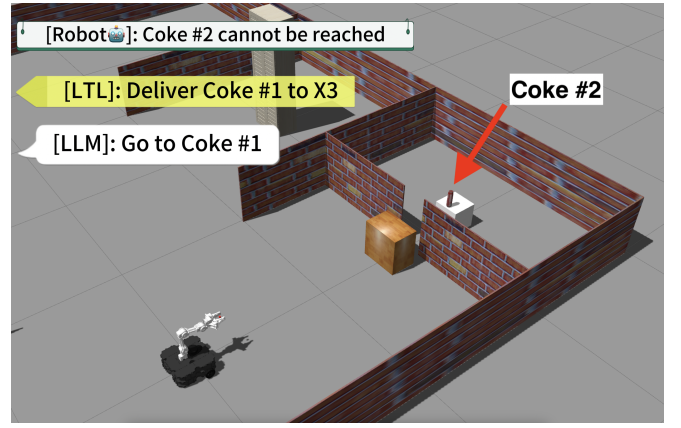 [Robot🤖]: Coke #2 cannot be reached
[LTL]: Deliver Coke #1 to X3
[LLM]: Go to Coke #1
Coke #2